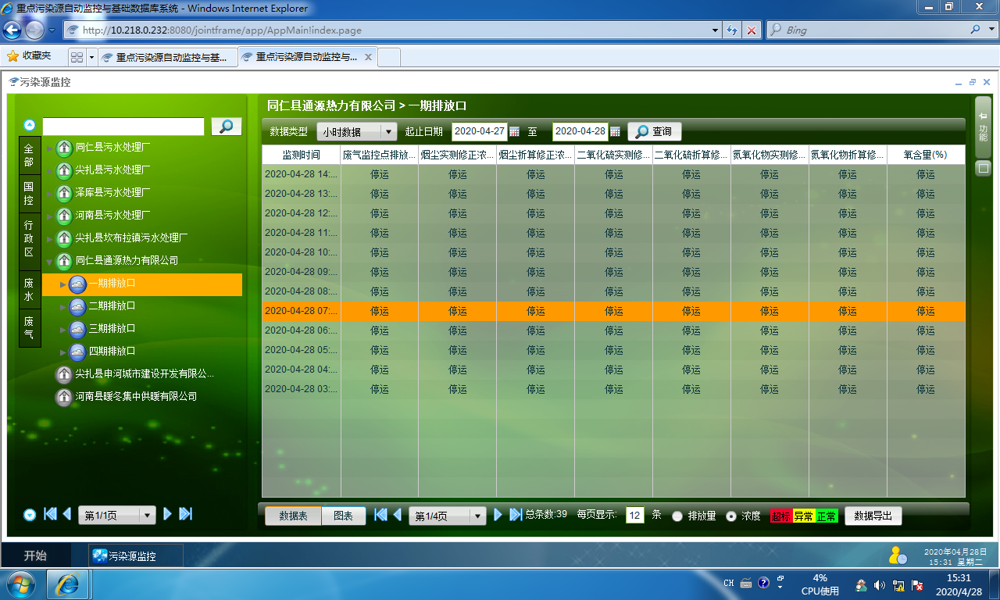 重点污染源自动监控与基础数据库系统 - Windows Internet Explorer
http://10.218.0.232:8080/jointframe/app/AppMain!index.page
Bing
收藏夹
重点污染源自动监控与基...
重点污染源自动监控与...
污染源监控
全部
国控
行政区
废水
废气
同仁县污水处理厂
尖扎县污水处理厂
泽库县污水处理厂
河南县污水处理厂
尖扎县坎布拉镇污水处理厂
同仁县通源热力有限公司
一期排放口
二期排放口
三期排放口
四期排放口
尖扎县申河城市建设开发有限公...
河南县暖冬集中供暖有限公司
第1/1页
同仁县通源热力有限公司 > 一期排放口
数据类型 小时数据 起止日期 2020-04-27 至 2020-04-28 查询
监测时间 废气监控点排放... 烟尘实测修正浓... 烟尘折算修正浓... 二氧化硫实测修... 二氧化硫折算修... 氮氧化物实测修... 氮氧化物折算修... 氧含量(%)
2020-04-28 14:... 停运 停运 停运 停运 停运 停运 停运 停运
2020-04-28 13:... 停运 停运 停运 停运 停运 停运 停运 停运
2020-04-28 12:... 停运 停运 停运 停运 停运 停运 停运 停运
2020-04-28 11:... 停运 停运 停运 停运 停运 停运 停运 停运
2020-04-28 10:... 停运 停运 停运 停运 停运 停运 停运 停运
2020-04-28 09:... 停运 停运 停运 停运 停运 停运 停运 停运
2020-04-28 08:... 停运 停运 停运 停运 停运 停运 停运 停运
2020-04-28 07:... 停运 停运 停运 停运 停运 停运 停运 停运
2020-04-28 06:... 停运 停运 停运 停运 停运 停运 停运 停运
2020-04-28 05:... 停运 停运 停运 停运 停运 停运 停运 停运
2020-04-28 04:... 停运 停运 停运 停运 停运 停运 停运 停运
2020-04-28 03:... 停运 停运 停运 停运 停运 停运 停运 停运
数据表 图表 第1/4页 总条数:39 每页显示: 12 条 排放量 浓度 超标 异常 正常 数据导出
功能
开始
污染源监控
2020年04月28日
15:31 星期二
CH
4%
CPU使用
15:31
2020/4/28